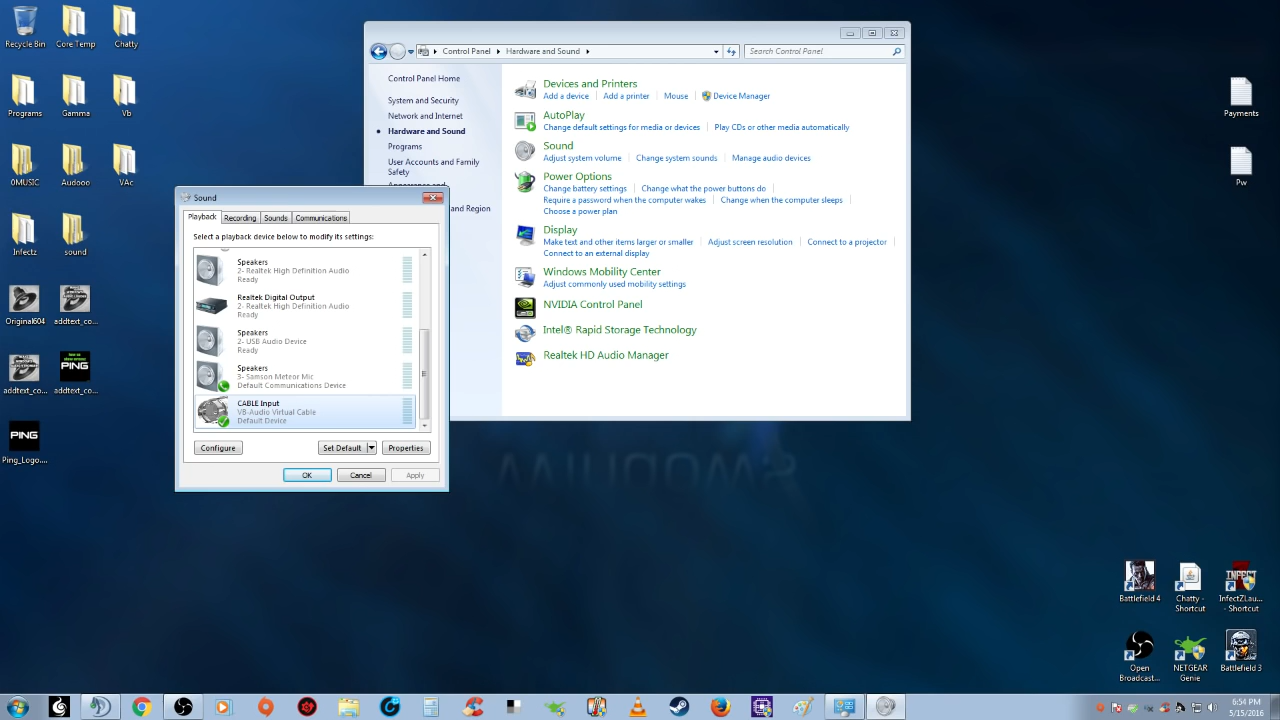 Recycle Bin
Core Temp
Chatty
Programs
Gamma
Vb
OMUSIC
Audooo
VAc
sound
Original604
addtext_co...
addtext_co...
addtext_co...
PING
PING
Ping_Logo....
Control Panel
Hardware and Sound
Search Control Panel
Control Panel Home
System and Security
Network and Internet
Hardware and Sound
Programs
User Accounts and Family
Safety
Appearance and
and Region
Devices and Printers
Add a device
Add a printer
Mouse
Device Manager
AutoPlay
Change default settings for media or devices
Play CDs or other media automatically
Sound
Adjust system volume
Change system sounds
Manage audio devices
Power Options
Change battery settings
Change what the power buttons do
Require a password when the computer wakes
Change when the computer sleeps
Choose a power plan
Display
Make text and other items larger or smaller
Adjust screen resolution
Connect to a projector
Connect to an external display
Windows Mobility Center
Adjust commonly used mobility settings
NVIDIA Control Panel
Intel® Rapid Storage Technology
Realtek HD Audio Manager
Sound
Playback
Recording
Sounds
Communications
Select a playback device below to modify its settings:
Speakers
2- Realtek High Definition Audio
Ready
Realtek Digital Output
2- Realtek High Definition Audio
Ready
Speakers
2- USB Audio Device
Ready
Speakers
3- Samson Meteor Mic
Default Communications Device
CABLE Input
VB-Audio Virtual Cable
Default Device
Configure
Set Default
Properties
OK
Cancel
Apply
Payments
Pw
Battlefield 4
Chatty -
Shortcut
INFECT
InfectZLau...
- Shortcut
Open
Broadcast...
NETGEAR
Genie
Battlefield 3
6:54 PM
5/15/2016